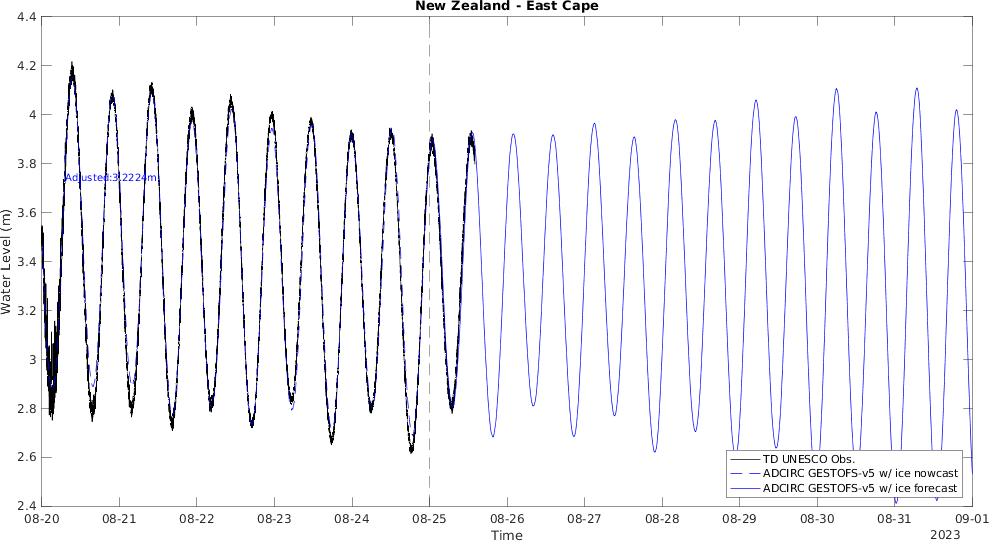 New Zealand - East Cape
4.4
4.2
4
3.8
3.6
3.4
3.2
3
2.8
2.6
2.4
Water Level (m)
Adjusted:3.2224m
TD UNESCO Obs.
ADCIRC GESTOFS-v5 w/ ice nowcast
ADCIRC GESTOFS-v5 w/ ice forecast
08-20 08-21 08-22 08-23 08-24 08-25 08-26 08-27 08-28 08-29 08-30 08-31 09-01
Time
2023